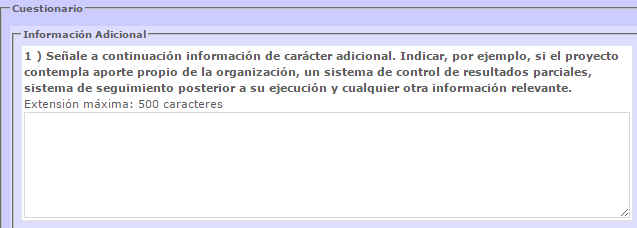 Cuestionario
Información Adicional
1 ) Señale a continuación información de carácter adicional. Indicar, por ejemplo, si el proyecto
contempla aporte propio de la organización, un sistema de control de resultados parciales,
sistema de seguimiento posterior a su ejecución y cualquier otra información relevante.
Extensión máxima: 500 caracteres